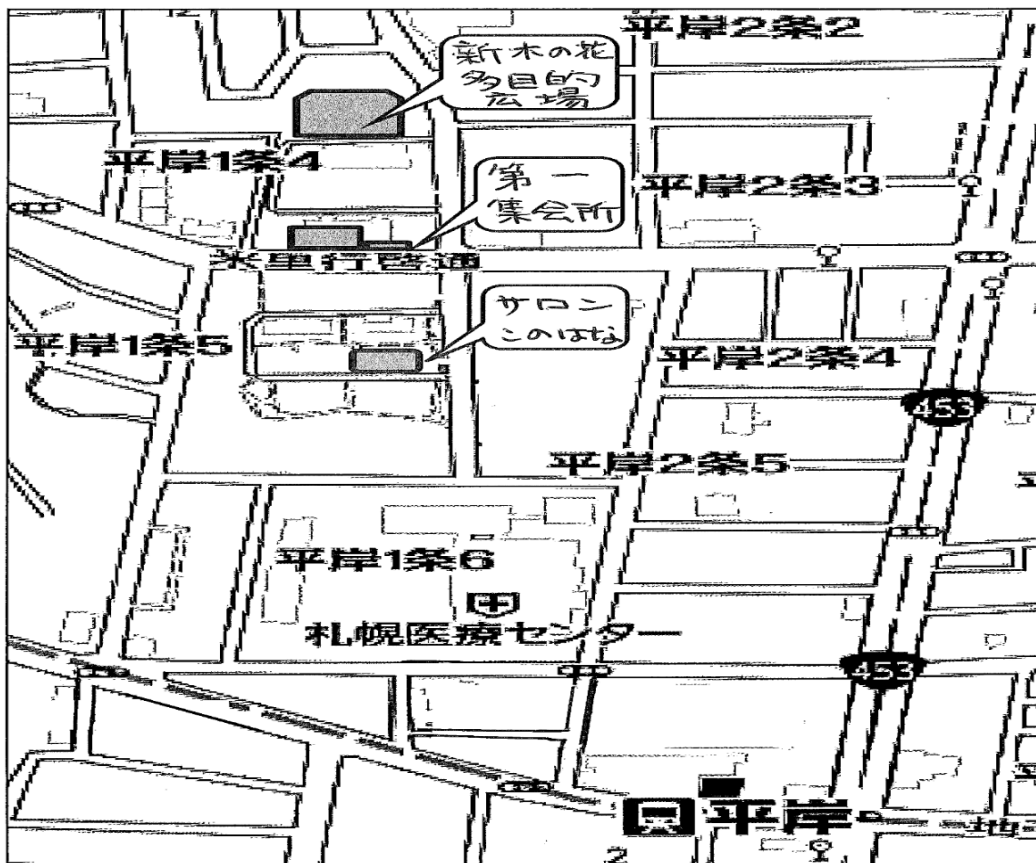 平岸2条2
新木の花
多目的
広場
平岸1条4
第一
集会所
平岸2条3
米里行啓通
サロン
このはな
平岸1条5
平岸2条4
453
平岸2条5
平岸1条6
札幌医療センター
453
平岸
2